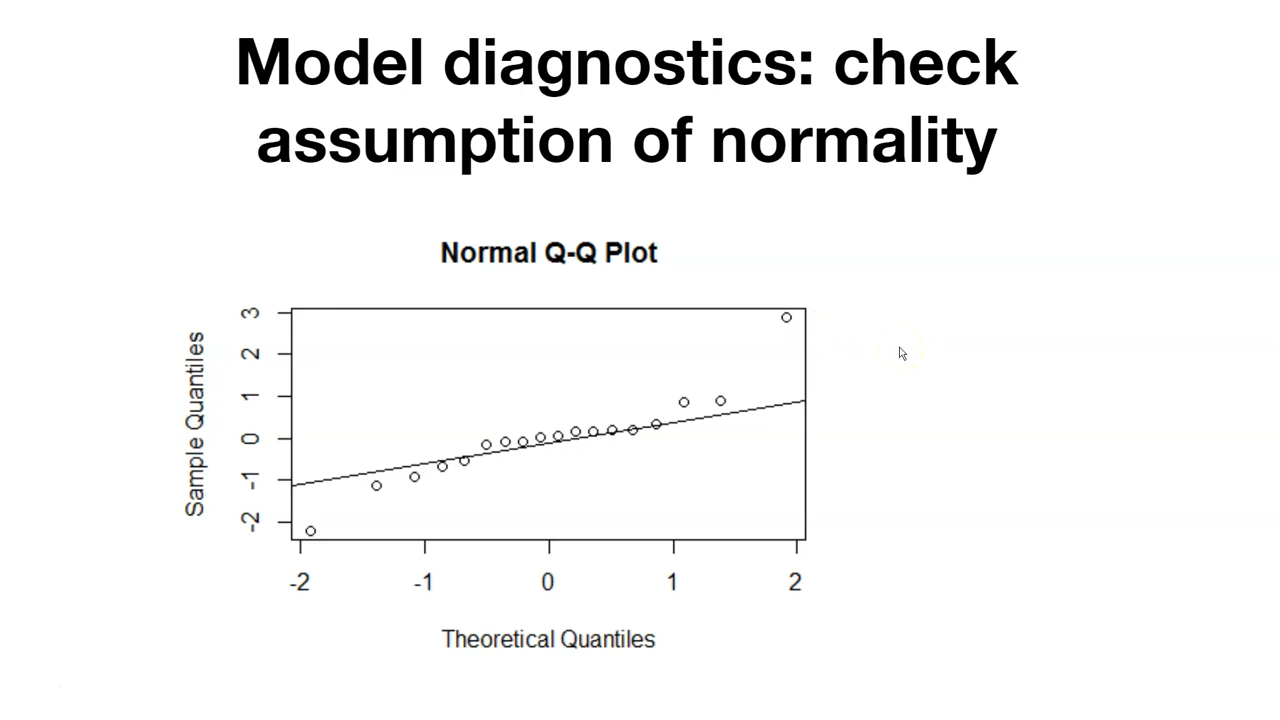 Model diagnostics: check
assumption of normality
Normal Q-Q Plot
Sample Quantiles
3
2
1
0
-1
-2
-2 -1 0 1 2
Theoretical Quantiles